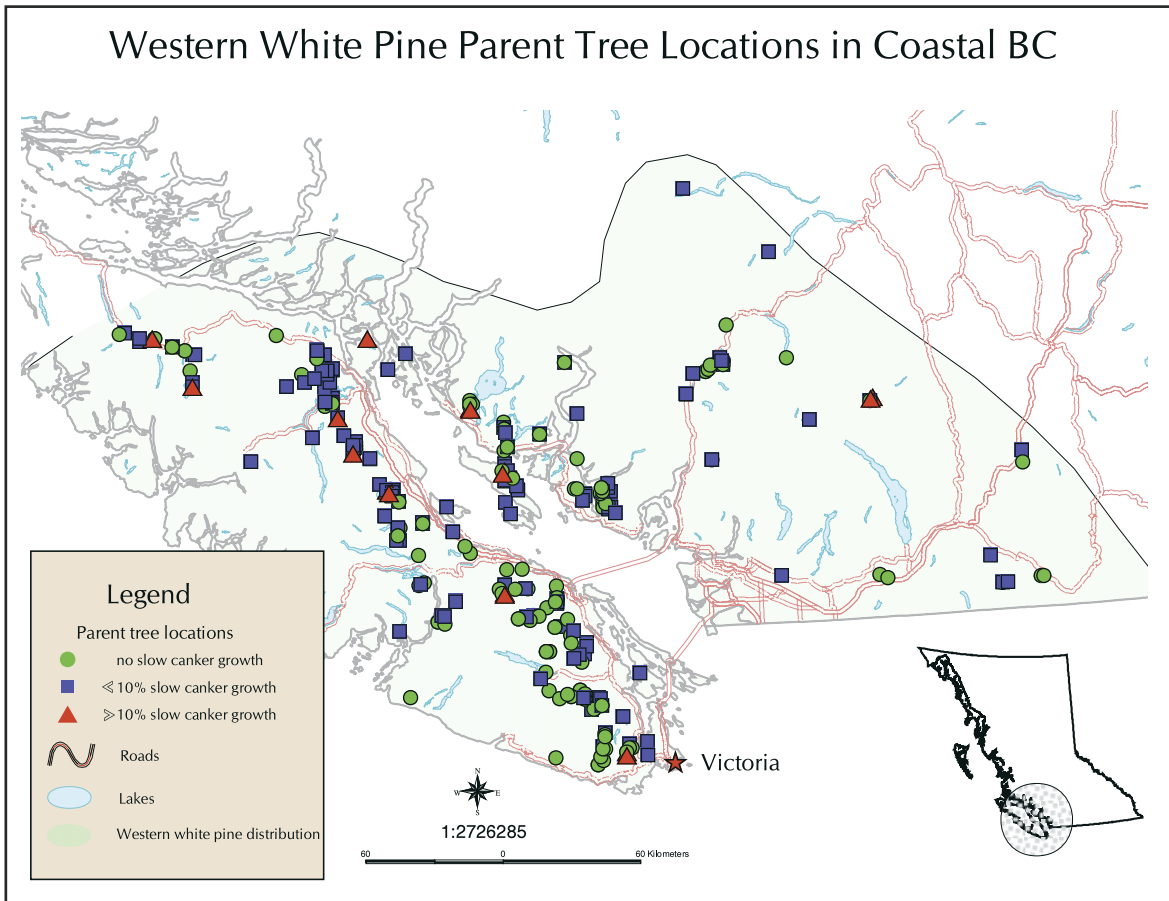 Western White Pine Parent Tree Locations in Coastal BC
Legend
Parent tree locations
no slow canker growth
< 10% slow canker growth
> 10% slow canker growth
Roads
Lakes
Western white pine distribution
Victoria
N
W E
S
1:2726285
60 0 60 Kilometers